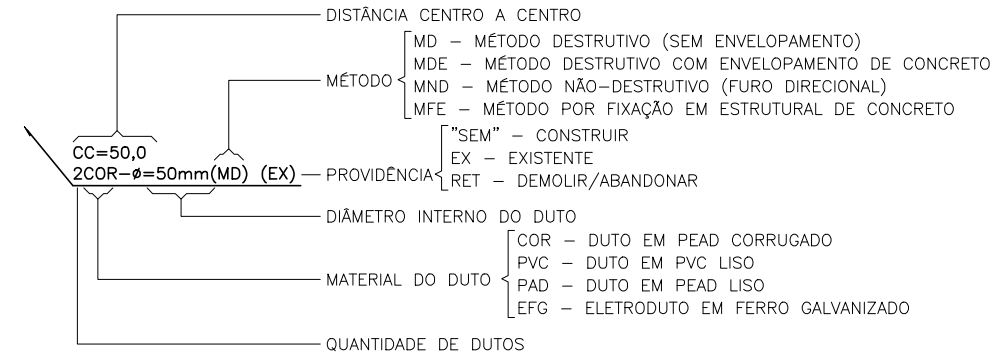 DISTÂNCIA CENTRO A CENTRO
MÉTODO
MD – MÉTODO DESTRUTIVO (SEM ENVELOPAMENTO)
MDE – MÉTODO DESTRUTIVO COM ENVELOPAMENTO DE CONCRETO
MND – MÉTODO NÃO-DESTRUTIVO (FURO DIRECIONAL)
MFE – MÉTODO POR FIXAÇÃO EM ESTRUTURAL DE CONCRETO
CC=50,0
2COR-ø=50mm(MD) (EX)
PROVIDÊNCIA
"SEM" – CONSTRUIR
EX – EXISTENTE
RET – DEMOLIR/ABANDONAR
DIÂMETRO INTERNO DO DUTO
MATERIAL DO DUTO
COR – DUTO EM PEAD CORRUGADO
PVC – DUTO EM PVC LISO
PAD – DUTO EM PEAD LISO
EFG – ELETRODUTO EM FERRO GALVANIZADO
QUANTIDADE DE DUTOS